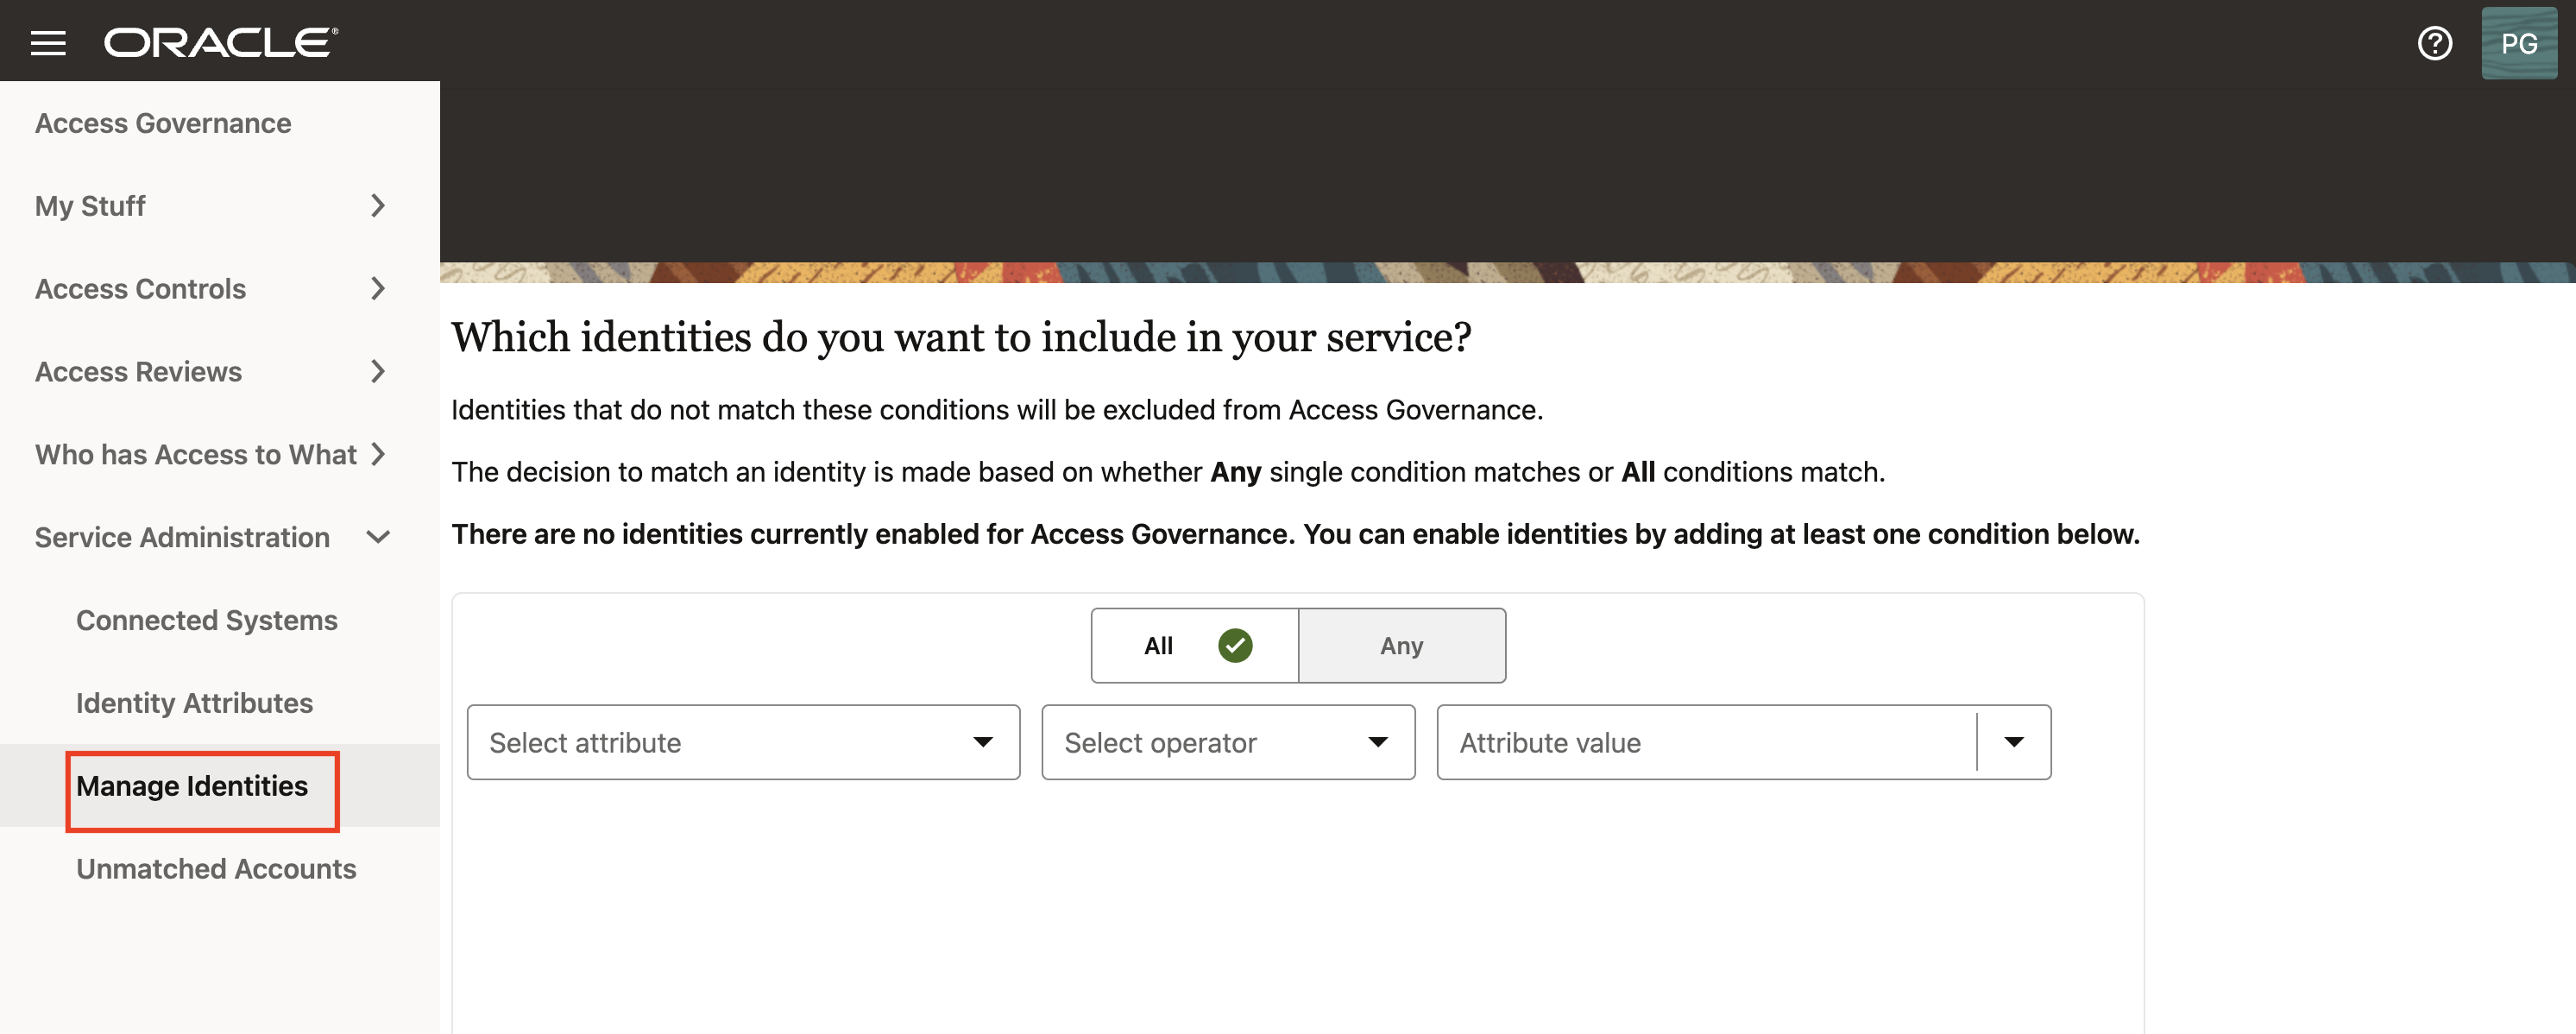 ORACLE®
PG
Access Governance
My Stuff
Access Controls
Access Reviews
Who has Access to What
Service Administration
Connected Systems
Identity Attributes
Manage Identities
Unmatched Accounts
Which identities do you want to include in your service?
Identities that do not match these conditions will be excluded from Access Governance.
The decision to match an identity is made based on whether Any single condition matches or All conditions match.
There are no identities currently enabled for Access Governance. You can enable identities by adding at least one condition below.
All Any
Select attribute Select operator Attribute value